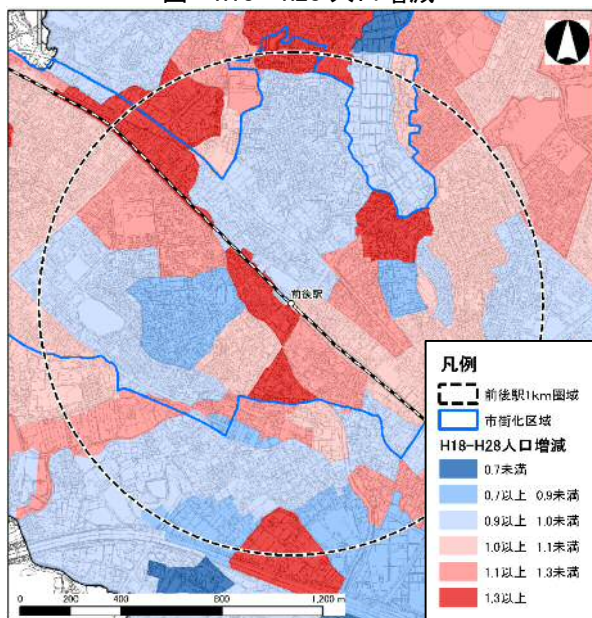 前後駅
凡例
前後駅1km圏域
市街化区域
H18-H28人口増減
0.7未満
0.7以上 0.9未満
0.9以上 1.0未満
1.0以上 1.1未満
1.1以上 1.3未満
1.3以上
0 200 400 800 1,200 m